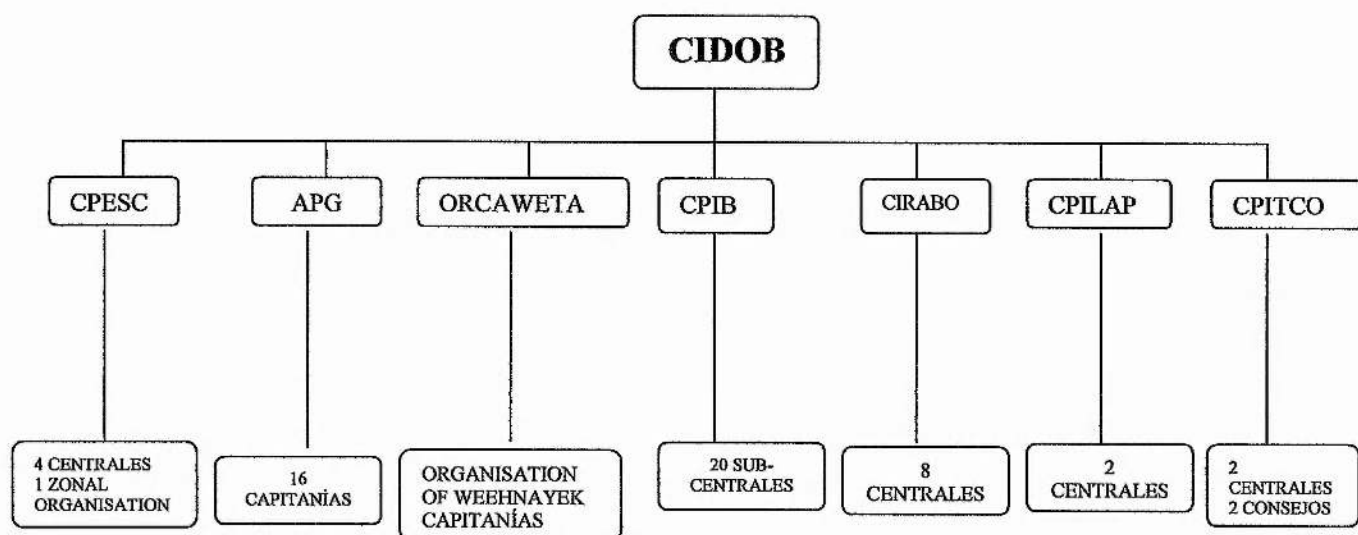 CIDOB
CPESC
APG
ORCAWETA
CPIB
CIRABO
CPILAP
CPITCO
4 CENTRALES
1 ZONAL
ORGANISATION
16
CAPITANÍAS
ORGANISATION
OF WEEHNAYEK
CAPITANÍAS
20 SUB-
CENTRALES
8
CENTRALES
2
CENTRALES
2
CENTRALES
2 CONSEJOS